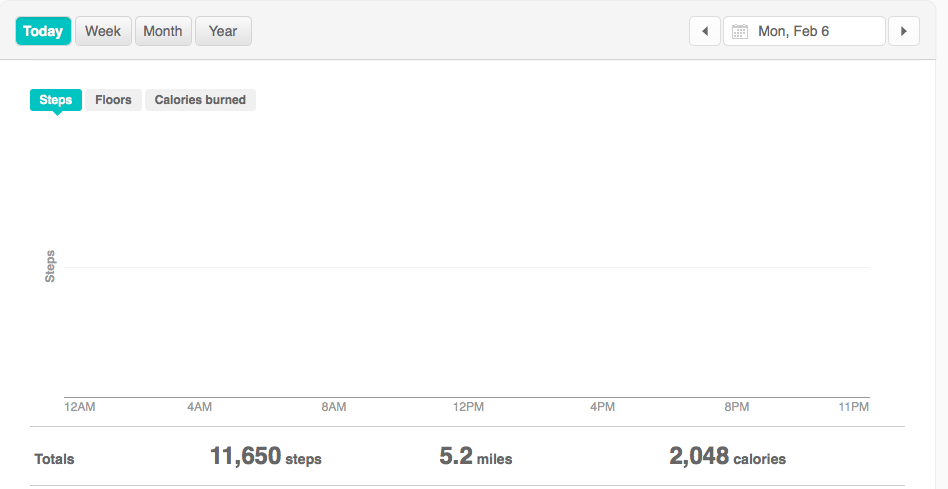 Today Week Month Year Mon, Feb 6
Steps Floors Calories burned
Steps
12AM 4AM 8AM 12PM 4PM 8PM 11PM
Totals 11,650 steps 5.2 miles 2,048 calories